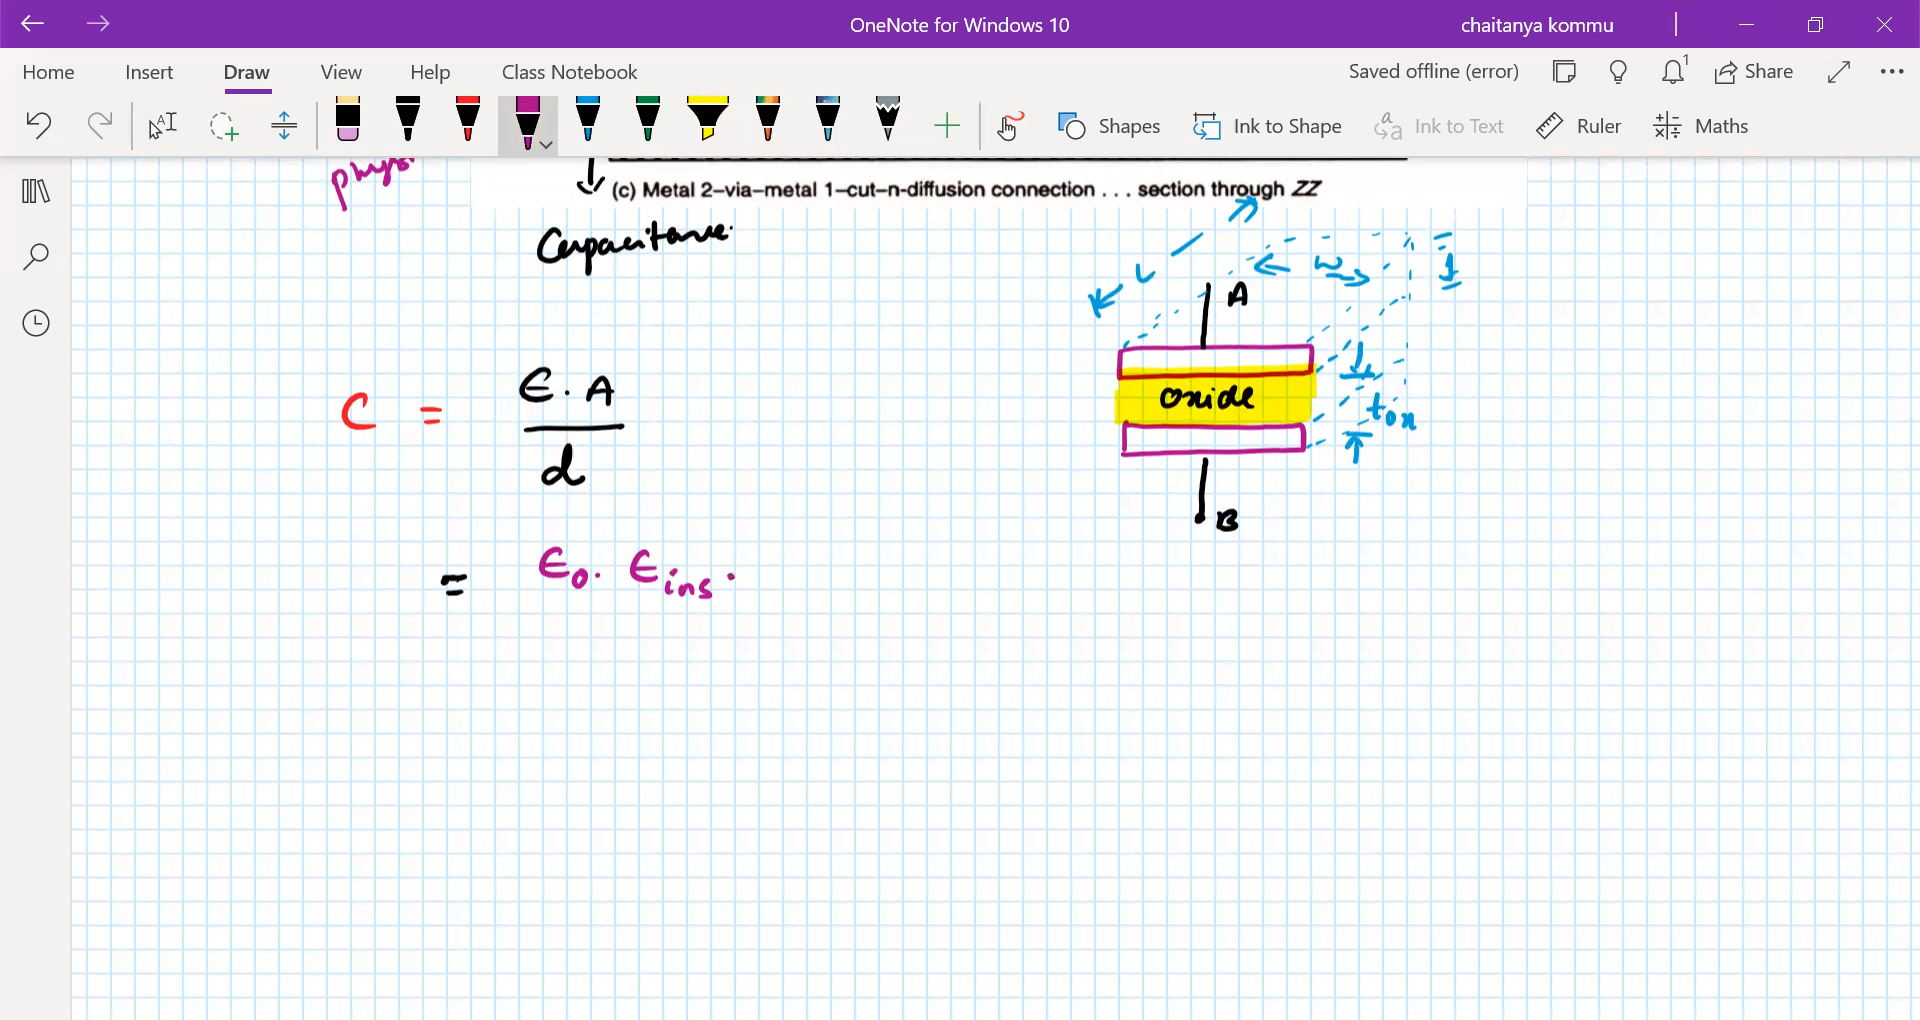 OneNote for Windows 10
chaitanya kommu
Home Insert Draw View Help Class Notebook
Saved offline (error) 1 Share
Shapes Ink to Shape Ink to Text Ruler Maths
(c) Metal 2–via–metal 1–cut–n–diffusion connection . . . section through ZZ
Capacitance.
L
w
A
oxide
tox
B
C = ∈ . A
d
= ∈o . ∈ins .